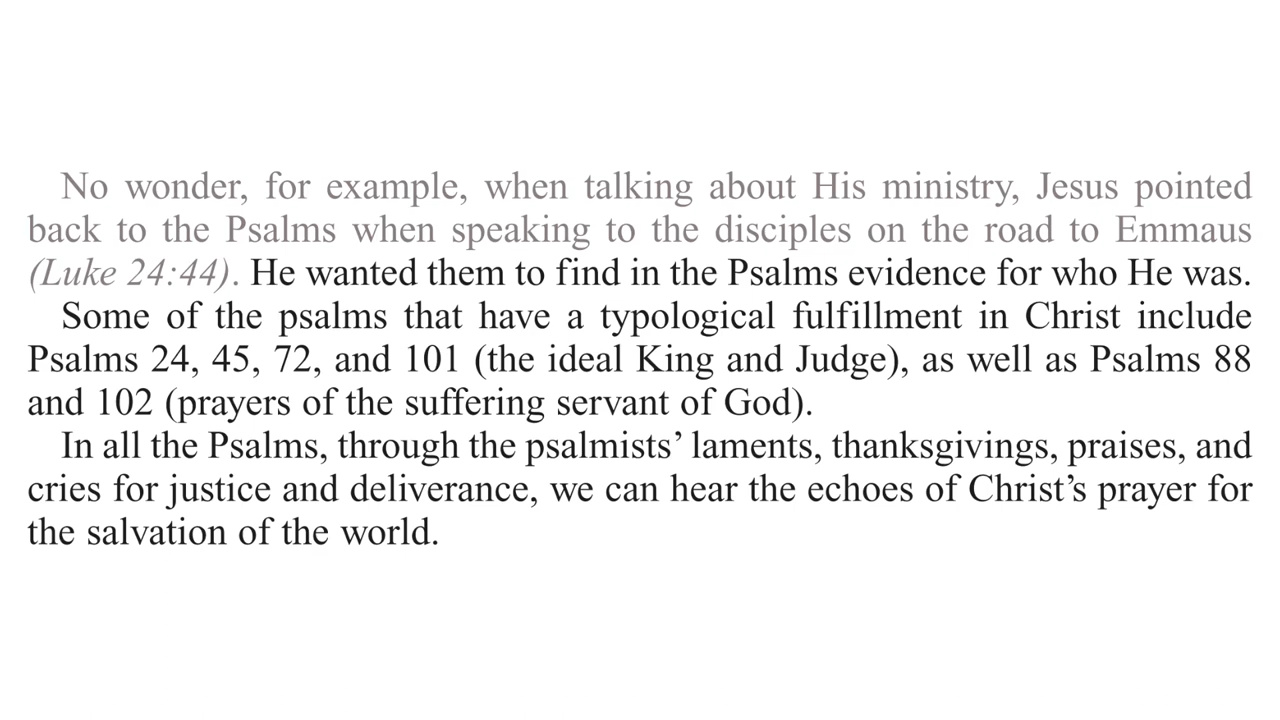 No wonder, for example, when talking about His ministry, Jesus pointed
back to the Psalms when speaking to the disciples on the road to Emmaus
(Luke 24:44). He wanted them to find in the Psalms evidence for who He was.
Some of the psalms that have a typological fulfillment in Christ include
Psalms 24, 45, 72, and 101 (the ideal King and Judge), as well as Psalms 88
and 102 (prayers of the suffering servant of God).
In all the Psalms, through the psalmists’ laments, thanksgivings, praises, and
cries for justice and deliverance, we can hear the echoes of Christ’s prayer for
the salvation of the world.